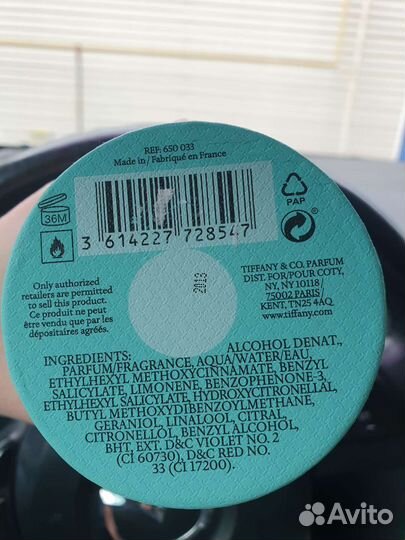 REF: 650 033
Made in / Fabriqué en France
36M
3 614227 728547
PAP
Only authorized
retailers are permitted
to sell this product.
Ce produit ne peut
être vendu que par les
dépositaires agréés.
2013
TIFFANY & CO. PARFUM
DIST. FOR/POUR COTY,
NY, NY 10118/
75002 PARIS/
KENT, TN25 4AQ
www.tiffany.com
INGREDIENTS: ALCOHOL DENAT.,
PARFUM/FRAGRANCE, AQUA/WATER/EAU,
ETHYLHEXYL METHOXYCINNAMATE, BENZYL
SALICYLATE, LIMONENE, BENZOPHENONE-3,
ETHYLHEXYL SALICYLATE, HYDROXYCITRONELLAL,
BUTYL METHOXYDIBENZOYLMETHANE,
GERANIOL, LINALOOL, CITRAL,
CITRONELLOL, BENZYL ALCOHOL,
BHT, EXT. D&C VIOLET NO. 2
(CI 60730), D&C RED NO.
33 (CI 17200).
Avito